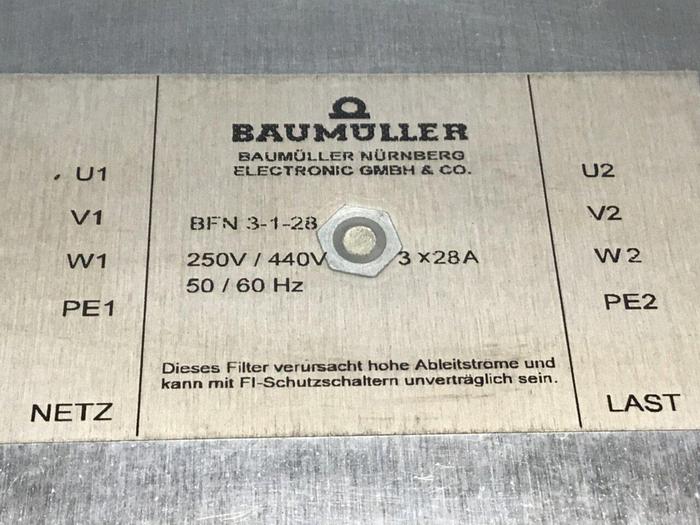 BAUMÜLLER
BAUMÜLLER NÜRNBERG
ELECTRONIC GMBH & CO.
U1
V1
W1
PE1
NETZ
BFN 3-1-28
250V / 440V 3 x28A
50 / 60 Hz
Dieses Filter verursacht hohe Ableitströme und
kann mit FI-Schutzschaltern unverträglich sein.
U2
V2
W2
PE2
LAST